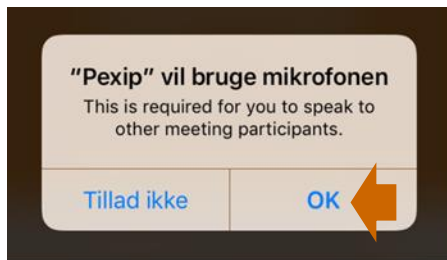 "Pexip" vil bruge mikrofonen
This is required for you to speak to
other meeting participants.
Tillad ikke
OK